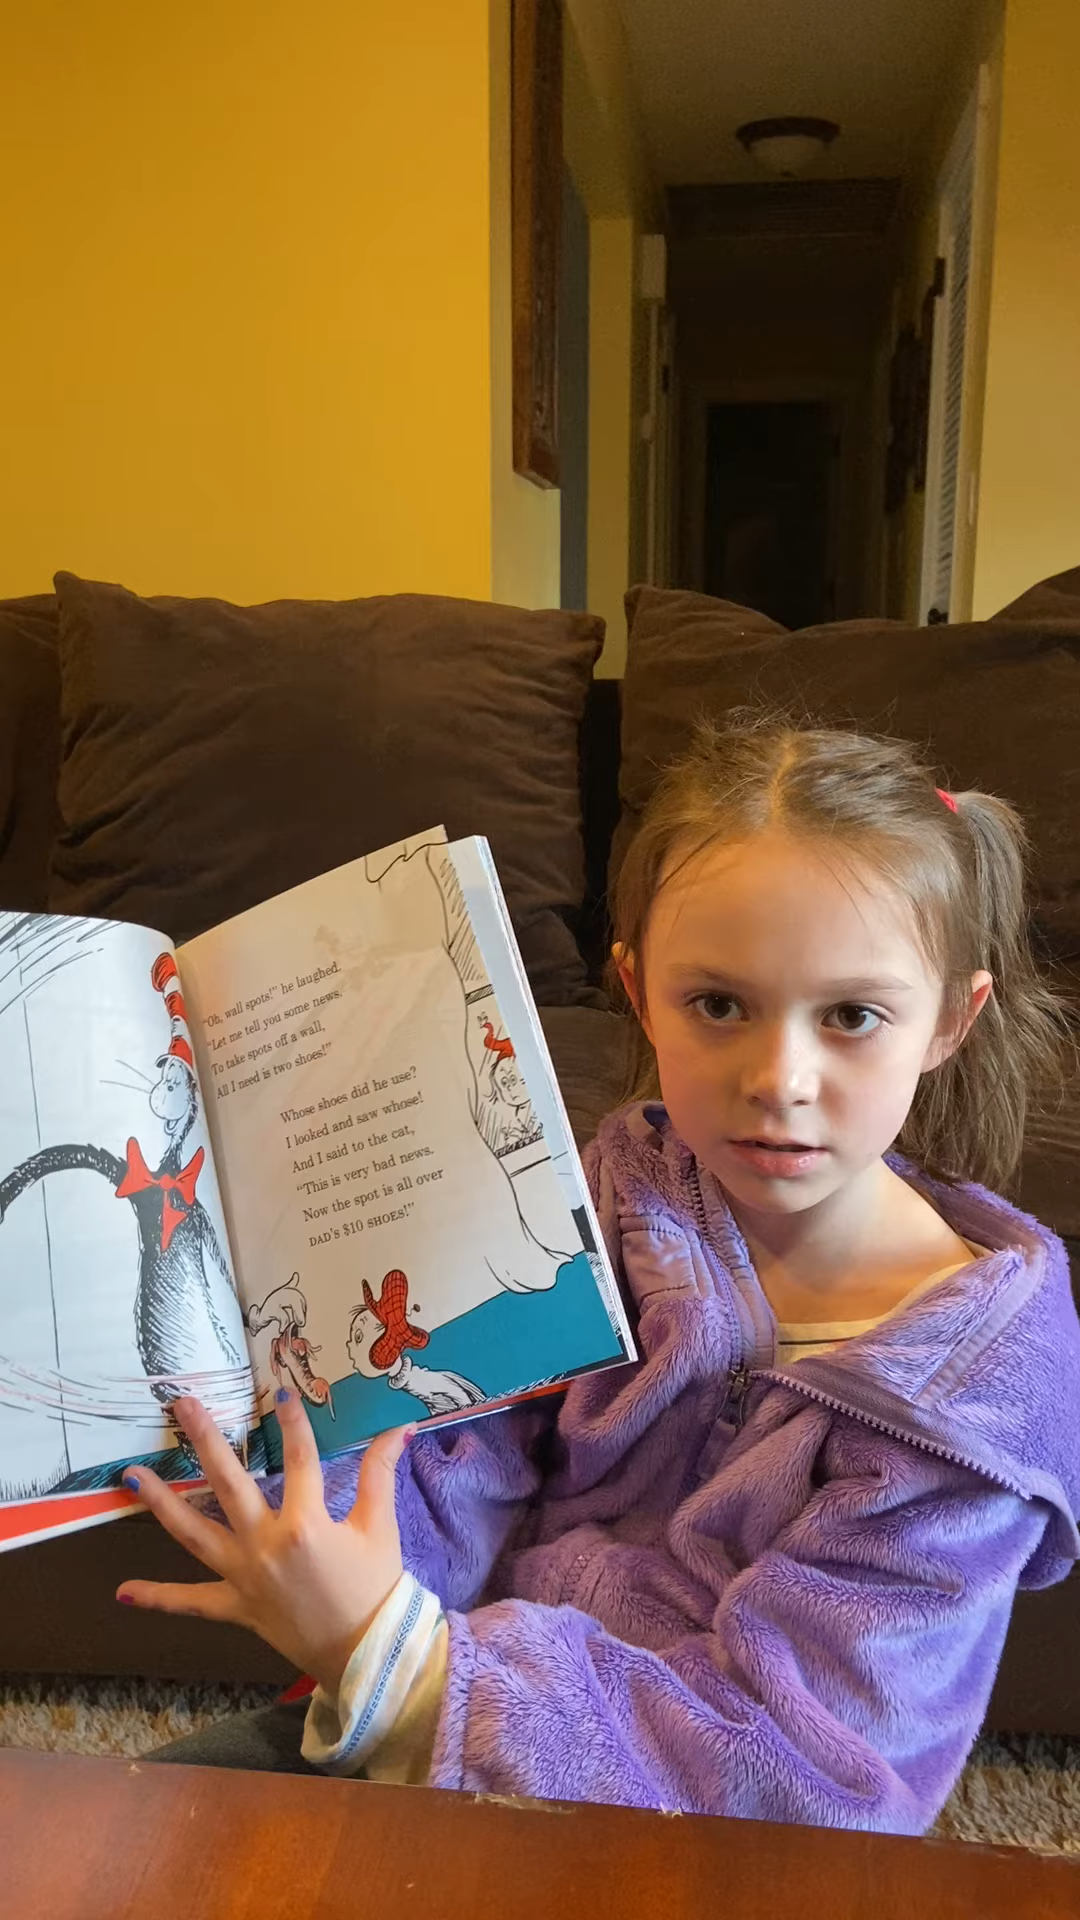 "Oh, wall spots!" he laughed.
"Let me tell you some news.
To take spots off a wall,
All I need is two shoes!"
Whose shoes did he use?
I looked and saw whose!
And I said to the cat,
"This is very bad news.
Now the spot is all over
DAD'S $10 SHOES!"